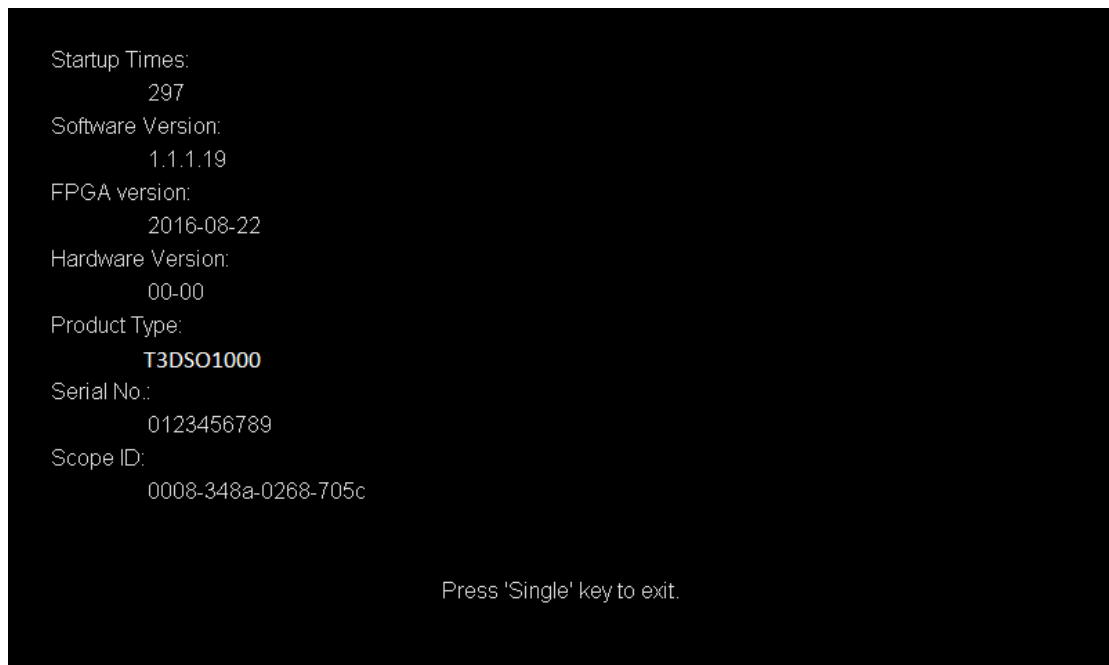 Startup Times:
297
Software Version:
1.1.1.19
FPGA version:
2016-08-22
Hardware Version:
00-00
Product Type:
T3DSO1000
Serial No.:
0123456789
Scope ID:
0008-348a-0268-705c
Press 'Single' key to exit.